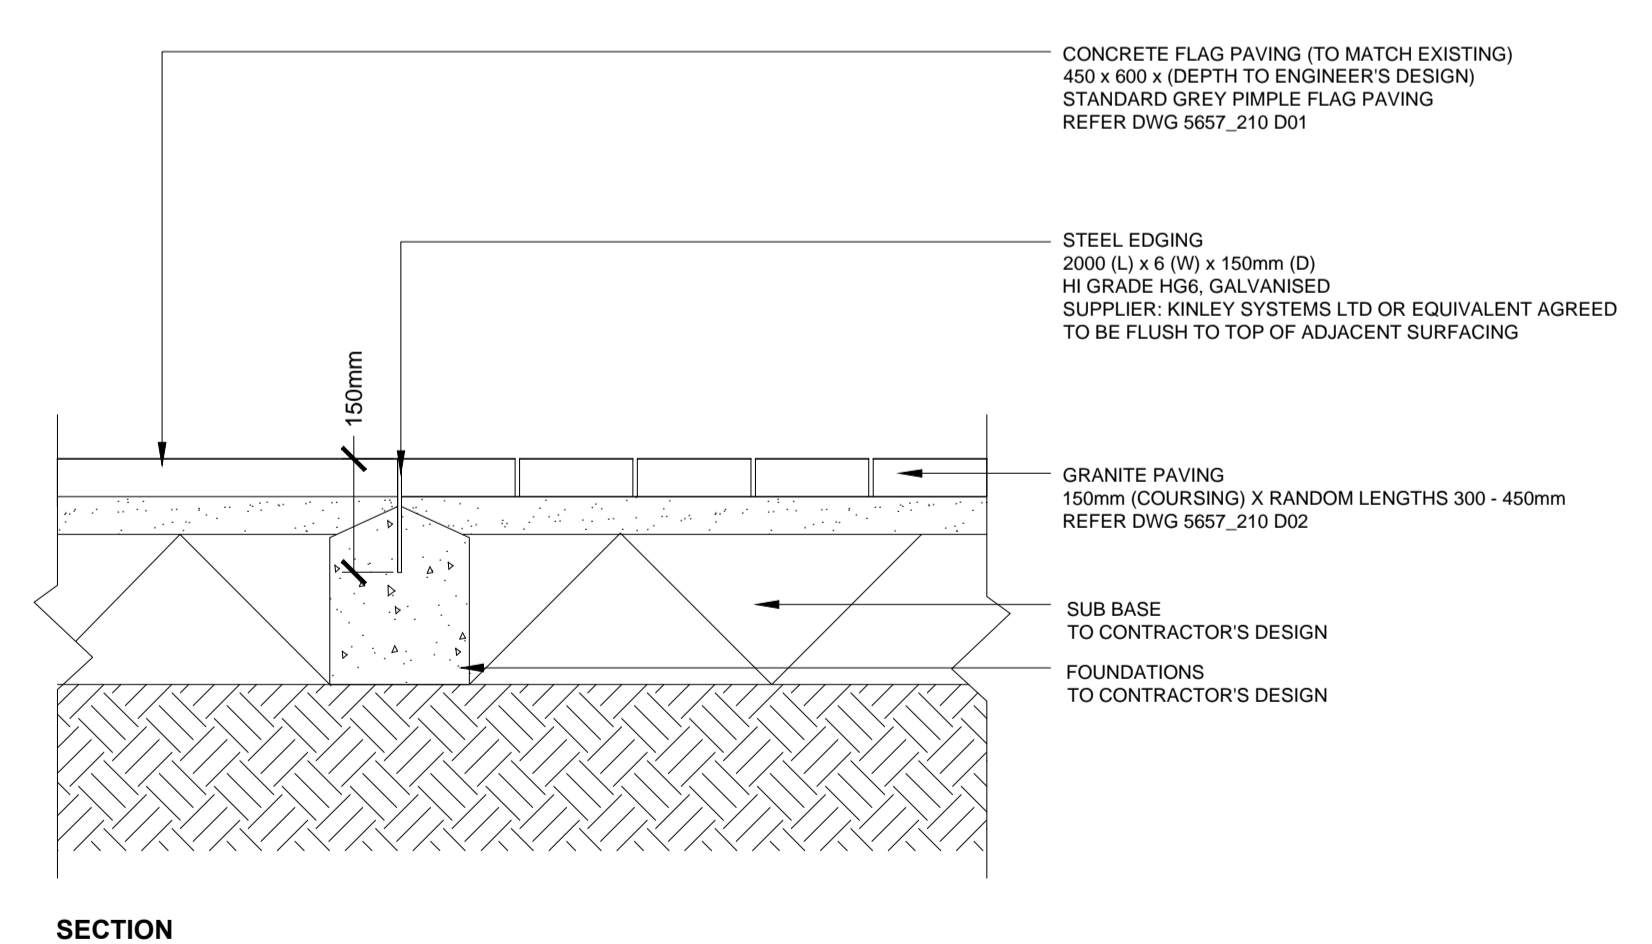 CONCRETE FLAG PAVING (TO MATCH EXISTING)
450 x 600 x (DEPTH TO ENGINEER'S DESIGN)
STANDARD GREY PIMPLE FLAG PAVING
REFER DWG 5657_210 D01
STEEL EDGING
2000 (L) x 6 (W) x 150mm (D)
HI GRADE HG6, GALVANISED
SUPPLIER: KINLEY SYSTEMS LTD OR EQUIVALENT AGREED
TO BE FLUSH TO TOP OF ADJACENT SURFACING
150mm
GRANITE PAVING
150mm (COURSING) X RANDOM LENGTHS 300 - 450mm
REFER DWG 5657_210 D02
SUB BASE
TO CONTRACTOR'S DESIGN
FOUNDATIONS
TO CONTRACTOR'S DESIGN
SECTION